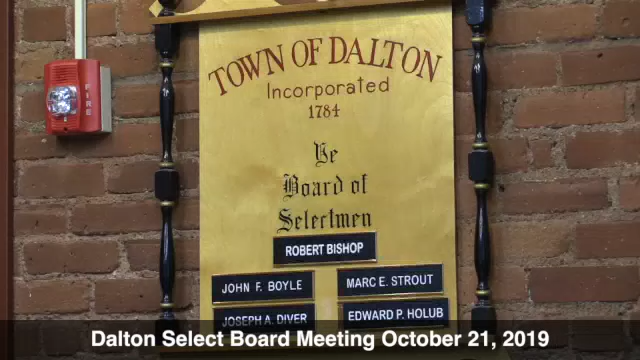 TOWN OF DALTON
Incorporated
1784
Ye
Board of
Selectmen
ROBERT BISHOP
JOHN F. BOYLE
MARC E. STROUT
JOSEPH A. DIVER
EDWARD P. HOLUB
FIRE
Dalton Select Board Meeting October 21, 2019